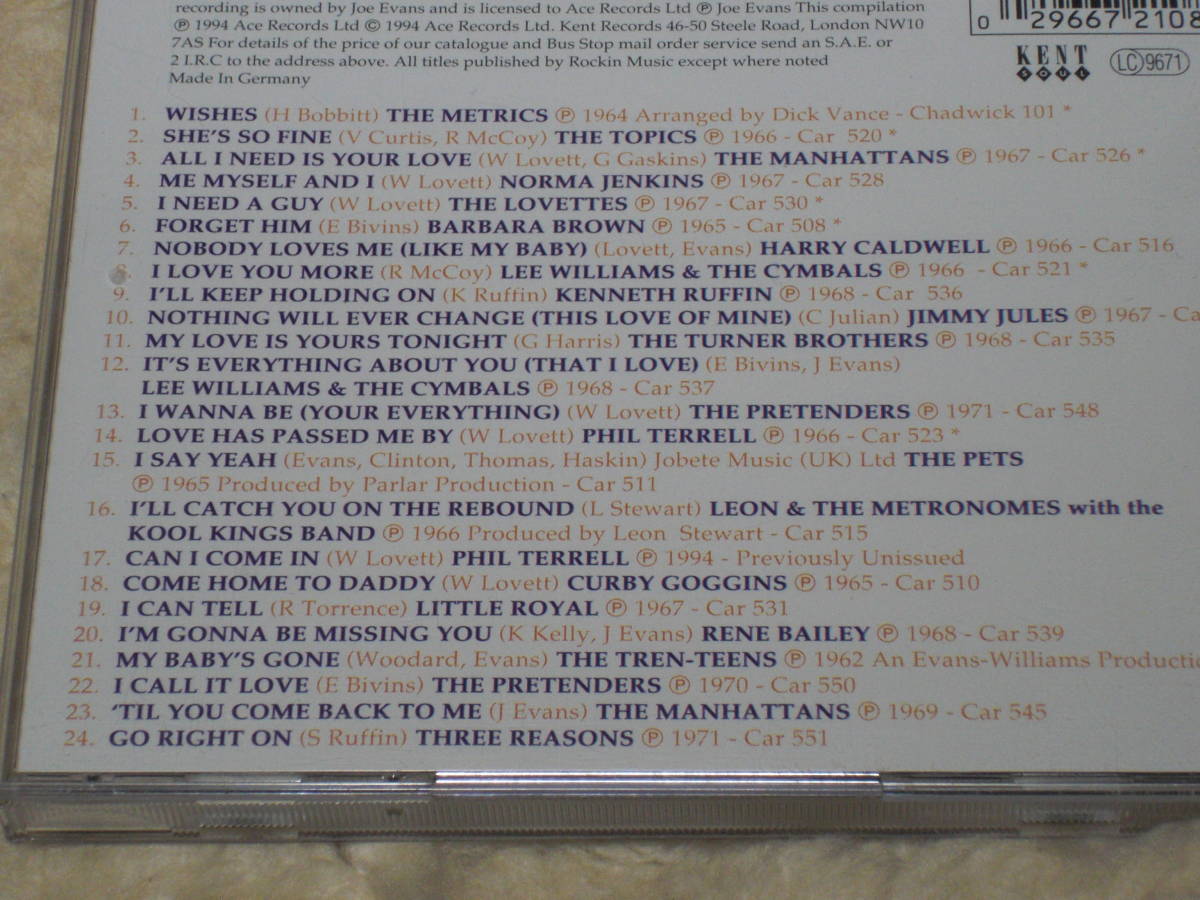 recording is owned by Joe Evans and is licensed to Ace Records Ltd ℗ Joe Evans This compilation
℗ 1994 Ace Records Ltd © 1994 Ace Records Ltd. Kent Records 46-50 Steele Road, London NW10
7AS For details of the price of our catalogue and Bus Stop mail order service send an S.A.E. or
2 I.R.C to the address above. All titles published by Rockin Music except where noted
Made in Germany
0 29667 2108
KENT
SOUL
LC 9671
1. WISHES (H Bobbitt) THE METRICS ℗ 1964 Arranged by Dick Vance - Chadwick 101 *
2. SHE'S SO FINE (V Curtis, R McCoy) THE TOPICS ℗ 1966 - Car 520 *
3. ALL I NEED IS YOUR LOVE (W Lovett, G Gaskins) THE MANHATTANS ℗ 1967 - Car 526 *
4. ME MYSELF AND I (W Lovett) NORMA JENKINS ℗ 1967 - Car 528
5. I NEED A GUY (W Lovett) THE LOVETTES ℗ 1967 - Car 530 *
6. FORGET HIM (E Bivins) BARBARA BROWN ℗ 1965 - Car 508 *
7. NOBODY LOVES ME (LIKE MY BABY) (Lovett, Evans) HARRY CALDWELL ℗ 1966 - Car 516
8. I LOVE YOU MORE (R McCoy) LEE WILLIAMS & THE CYMBALS ℗ 1966 - Car 521 *
9. I'LL KEEP HOLDING ON (K Ruffin) KENNETH RUFFIN ℗ 1968 - Car 536
10. NOTHING WILL EVER CHANGE (THIS LOVE OF MINE) (C Julian) JIMMY JULES ℗ 1967 - Ca
11. MY LOVE IS YOURS TONIGHT (G Harris) THE TURNER BROTHERS ℗ 1968 - Car 535
12. IT'S EVERYTHING ABOUT YOU (THAT I LOVE) (E Bivins, J Evans)
LEE WILLIAMS & THE CYMBALS ℗ 1968 - Car 537
13. I WANNA BE (YOUR EVERYTHING) (W Lovett) THE PRETENDERS ℗ 1971 - Car 548
14. LOVE HAS PASSED ME BY (W Lovett) PHIL TERRELL ℗ 1966 - Car 523 *
15. I SAY YEAH (Evans, Clinton, Thomas, Haskin) Jobete Music (UK) Ltd THE PETS
℗ 1965 Produced by Parlar Production - Car 511
16. I'LL CATCH YOU ON THE REBOUND (L Stewart) LEON & THE METRONOMES with the
KOOL KINGS BAND ℗ 1966 Produced by Leon Stewart - Car 515
17. CAN I COME IN (W Lovett) PHIL TERRELL ℗ 1994 - Previously Unissued
18. COME HOME TO DADDY (W Lovett) CURBY GOGGINS ℗ 1965 - Car 510
19. I CAN TELL (R Torrence) LITTLE ROYAL ℗ 1967 - Car 531
20. I'M GONNA BE MISSING YOU (K Kelly, J Evans) RENE BAILEY ℗ 1968 - Car 539
21. MY BABY'S GONE (Woodard, Evans) THE TREN-TEENS ℗ 1962 An Evans-Williams Productio
22. I CALL IT LOVE (E Bivins) THE PRETENDERS ℗ 1970 - Car 550
23. 'TIL YOU COME BACK TO ME (J Evans) THE MANHATTANS ℗ 1969 - Car 545
24. GO RIGHT ON (S Ruffin) THREE REASONS ℗ 1971 - Car 551